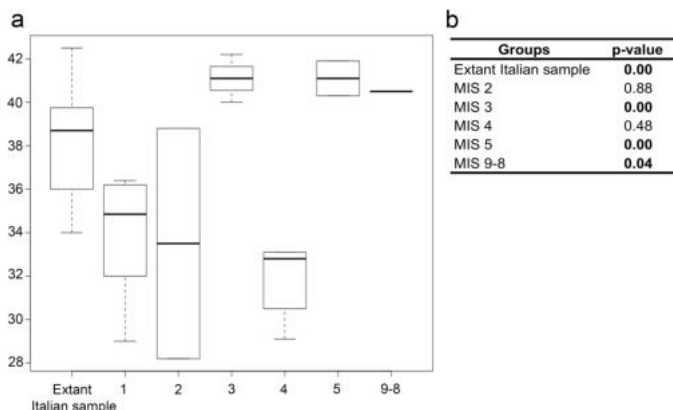 a
42
40
38
36
34
32
30
28
Extant 1 2 3 4 5 9-8
Italian sample
b
Groups p-value
Extant Italian sample 0.00
MIS 2 0.88
MIS 3 0.00
MIS 4 0.48
MIS 5 0.00
MIS 9-8 0.04